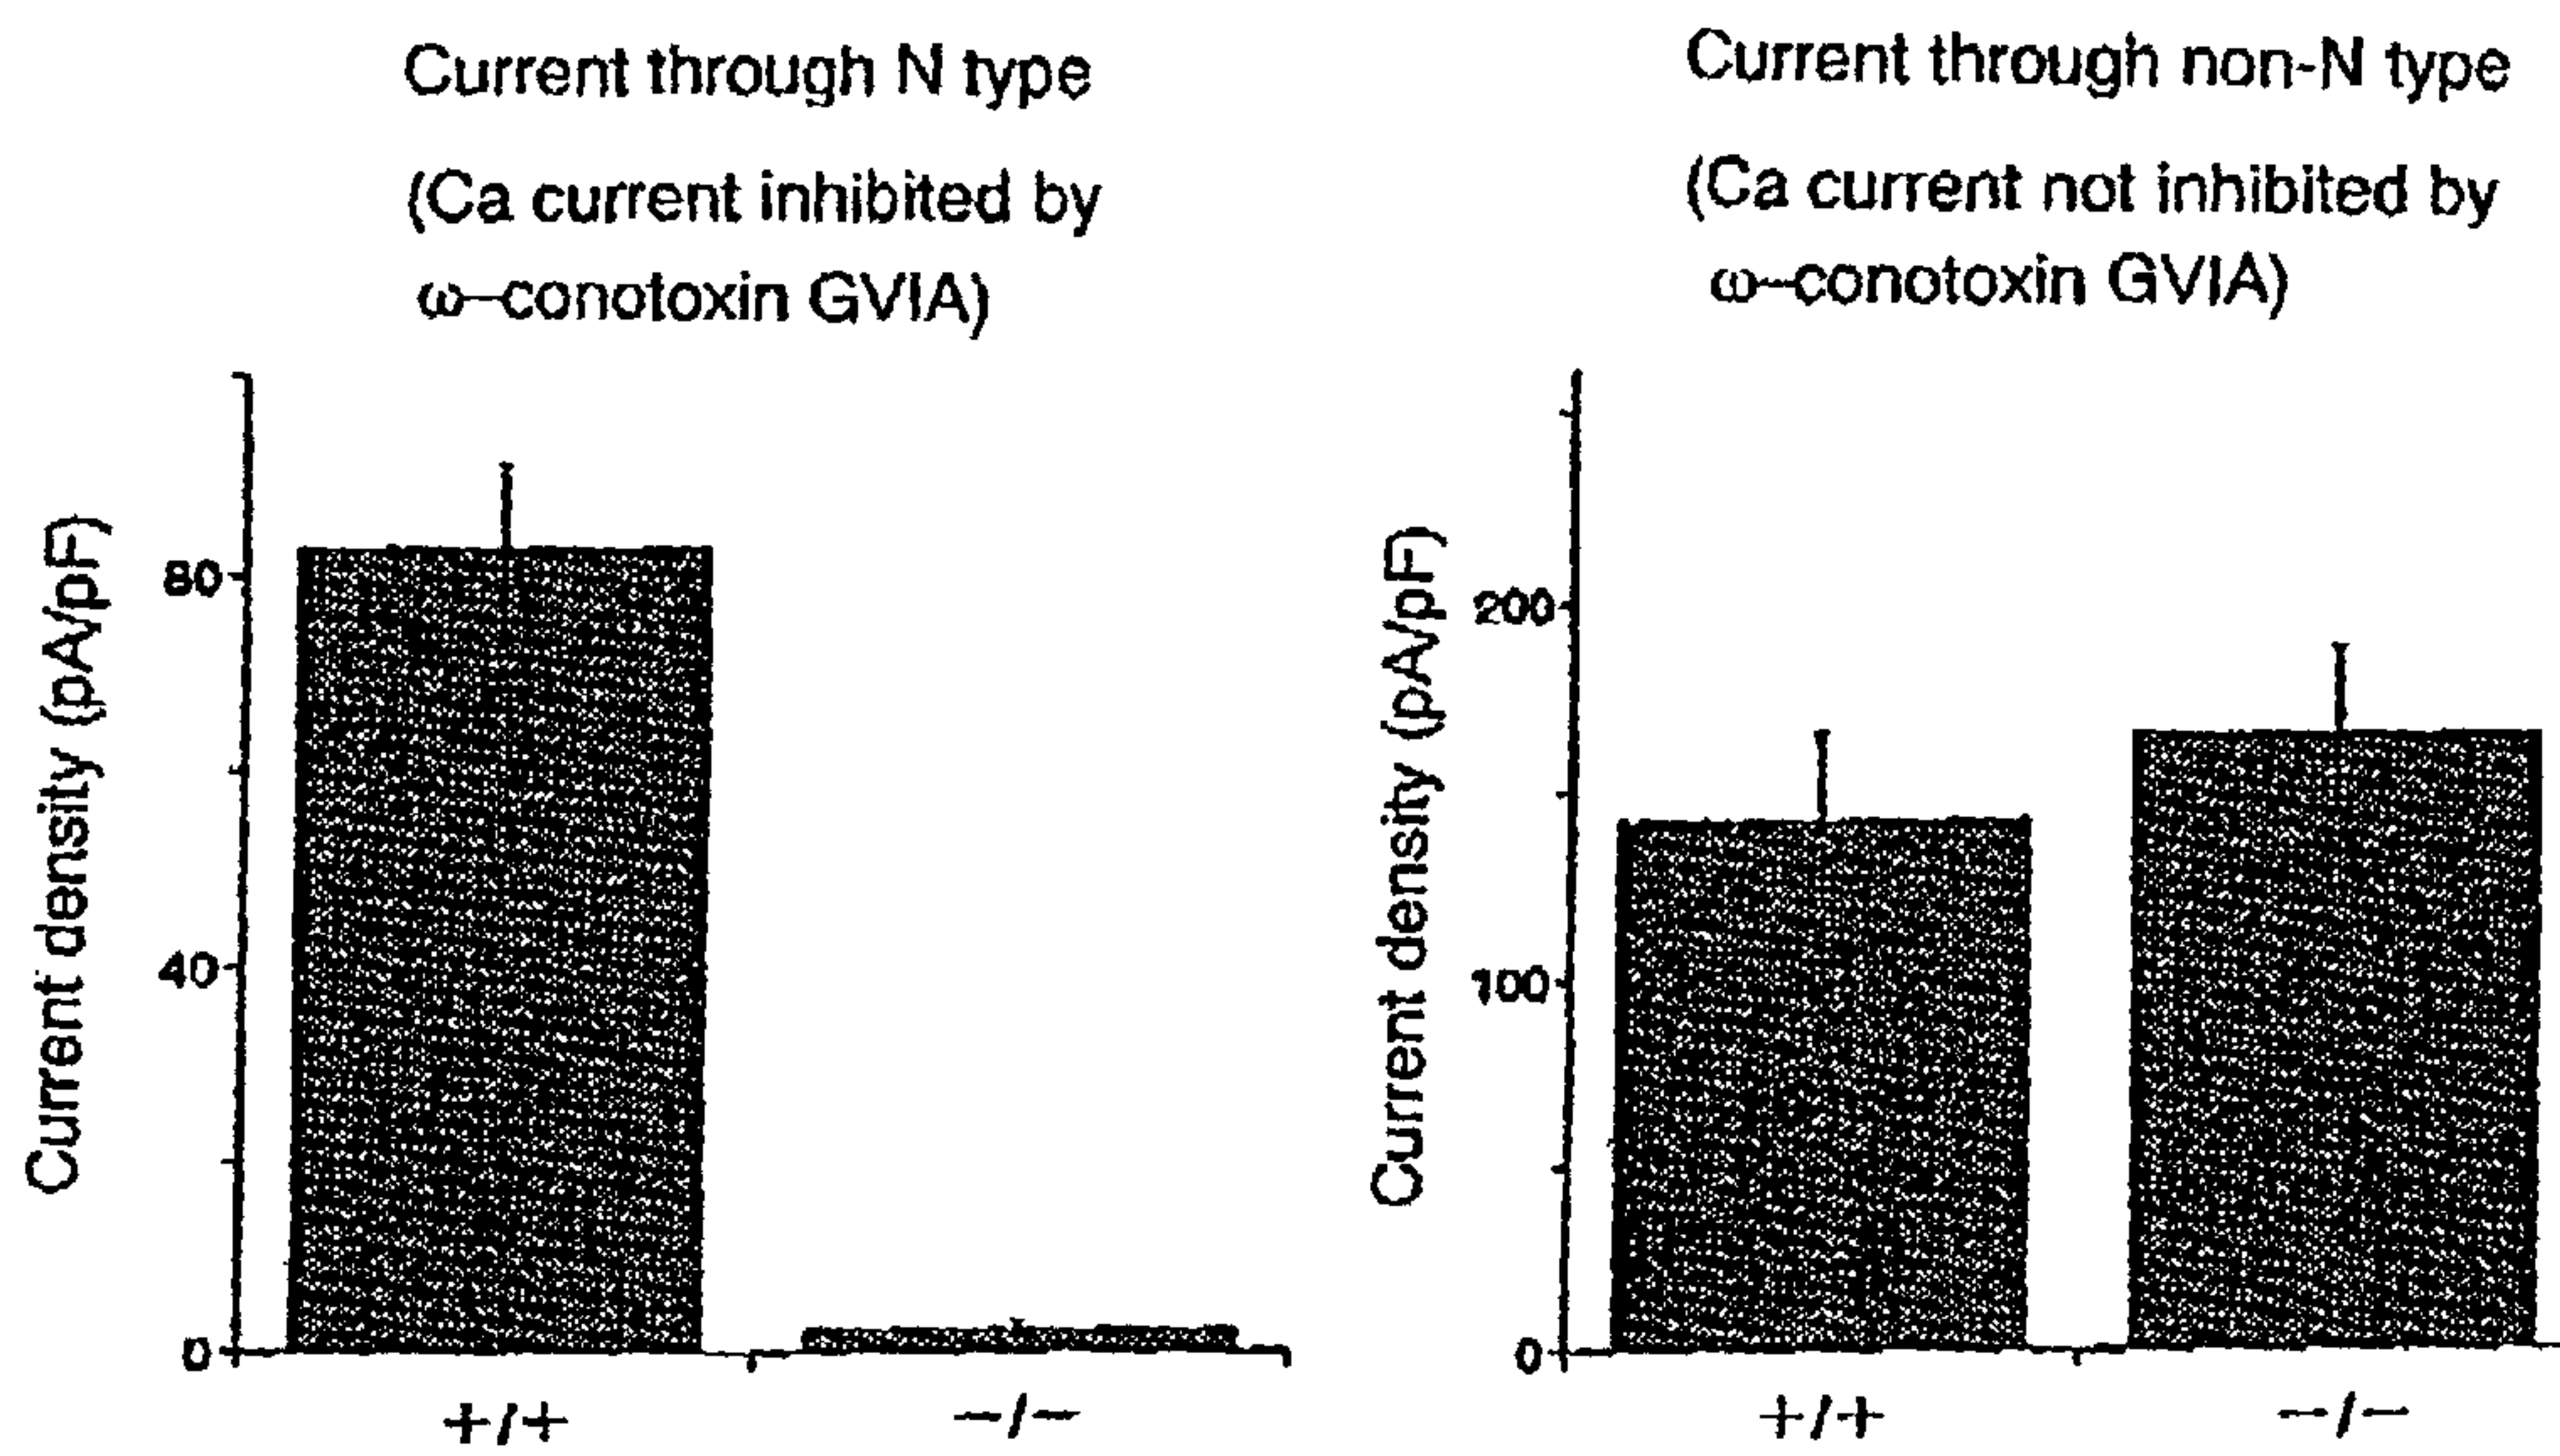 Current through N type
(Ca current inhibited by
ω-conotoxin GVIA)
Current density (pA/pF)
80
40
0
+/+
-/-
Current through non-N type
(Ca current not inhibited by
ω-conotoxin GVIA)
Current density (pA/pF)
200
100
0
+/+
-/-